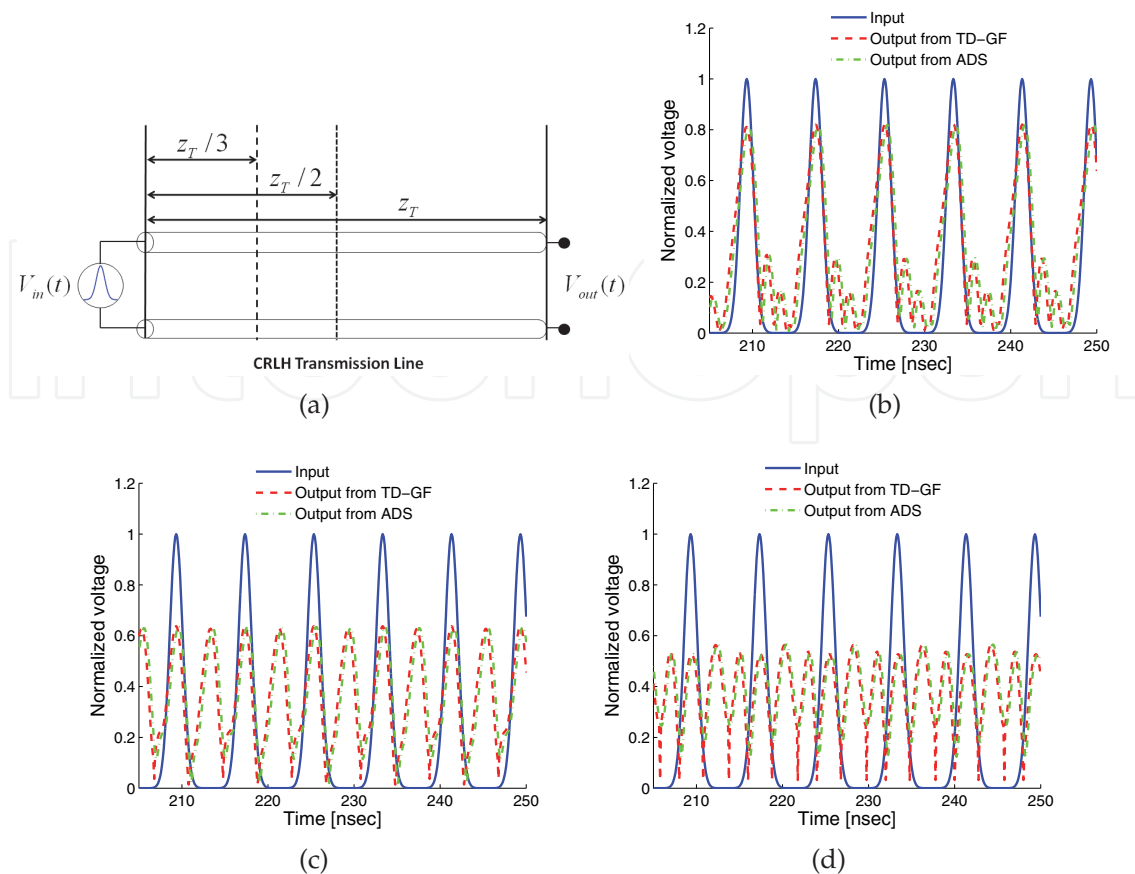 z_T / 3
z_T / 2
z_T
V_in(t)
V_out(t)
CRLH Transmission Line
(a)
Input
Output from TD-GF
Output from ADS
1.2
1
0.8
0.6
0.4
0.2
0
Normalized voltage
210 220 230 240 250
Time [nsec]
(b)
Input
Output from TD-GF
Output from ADS
1.2
1
0.8
0.6
0.4
0.2
0
Normalized voltage
210 220 230 240 250
Time [nsec]
(c)
Input
Output from TD-GF
Output from ADS
1.2
1
0.8
0.6
0.4
0.2
0
Normalized voltage
210 220 230 240 250
Time [nsec]
(d)